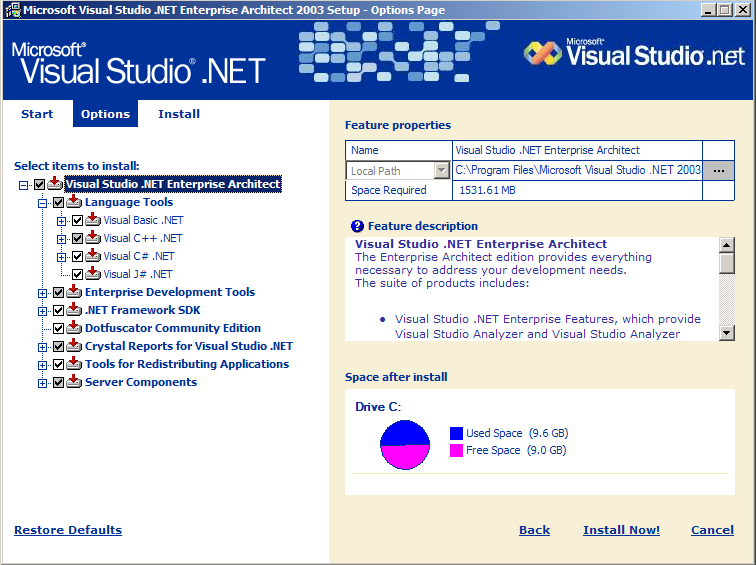 Microsoft Visual Studio .NET Enterprise Architect 2003 Setup - Options Page
Microsoft®
Visual Studio® .NET
Microsoft®
Visual Studio.net
Start Options Install
Select items to install:
Visual Studio .NET Enterprise Architect
Language Tools
Visual Basic .NET
Visual C++ .NET
Visual C# .NET
Visual J# .NET
Enterprise Development Tools
.NET Framework SDK
Dotfuscator Community Edition
Crystal Reports for Visual Studio .NET
Tools for Redistributing Applications
Server Components
Restore Defaults
Feature properties
Name Visual Studio .NET Enterprise Architect
Local Path C:\Program Files\Microsoft Visual Studio .NET 2003 ...
Space Required 1531.61 MB
? Feature description
Visual Studio .NET Enterprise Architect
The Enterprise Architect edition provides everything
necessary to address your development needs.
The suite of products includes:
• Visual Studio .NET Enterprise Features, which provide
Visual Studio Analyzer and Visual Studio Analyzer
Space after install
Drive C:
Used Space (9.6 GB)
Free Space (9.0 GB)
Back Install Now! Cancel